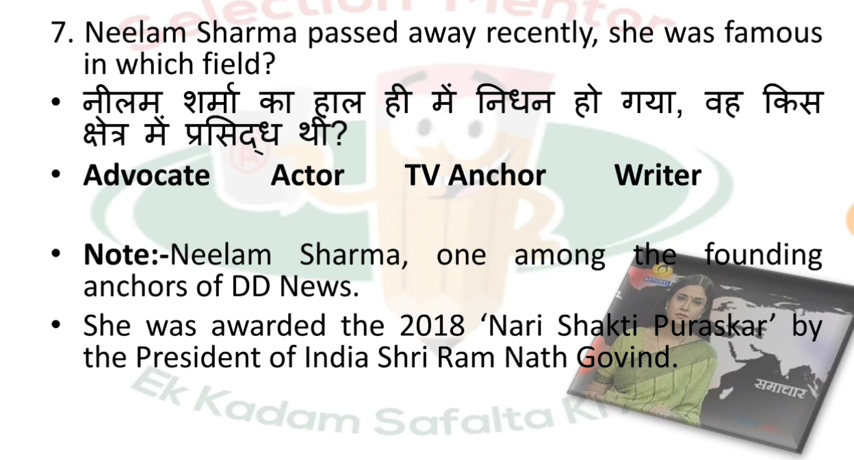 Selection Mentor
7. Neelam Sharma passed away recently, she was famous
in which field?
• नीलम शर्मा का हाल ही में निधन हो गया, वह किस
क्षेत्र में प्रसिद्ध थीं?
• Advocate Actor TV Anchor Writer
• Note:-Neelam Sharma, one among the founding
anchors of DD News.
• She was awarded the 2018 ‘Nari Shakti Puraskar’ by
the President of India Shri Ram Nath Govind.
समाचार
Ek Kadam Safalta